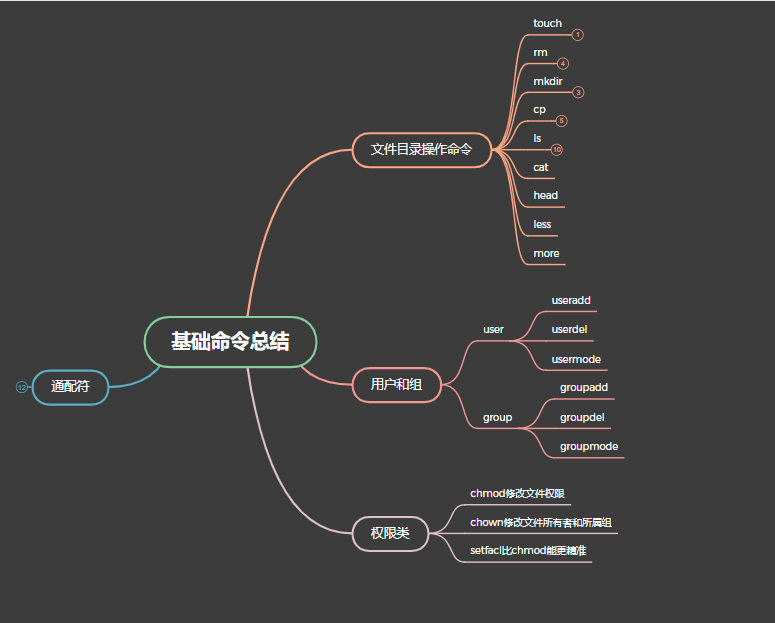 touch
1
rm
4
mkdir
3
cp
5
文件目录操作命令
ls
10
cat
head
less
more
基础命令总结
通配符
12
用户和组
user
useradd
userdel
usermode
group
groupadd
groupdel
groupmode
权限类
chmod修改文件权限
chown修改文件所有者和所属组
setfacl比chmod能更精准